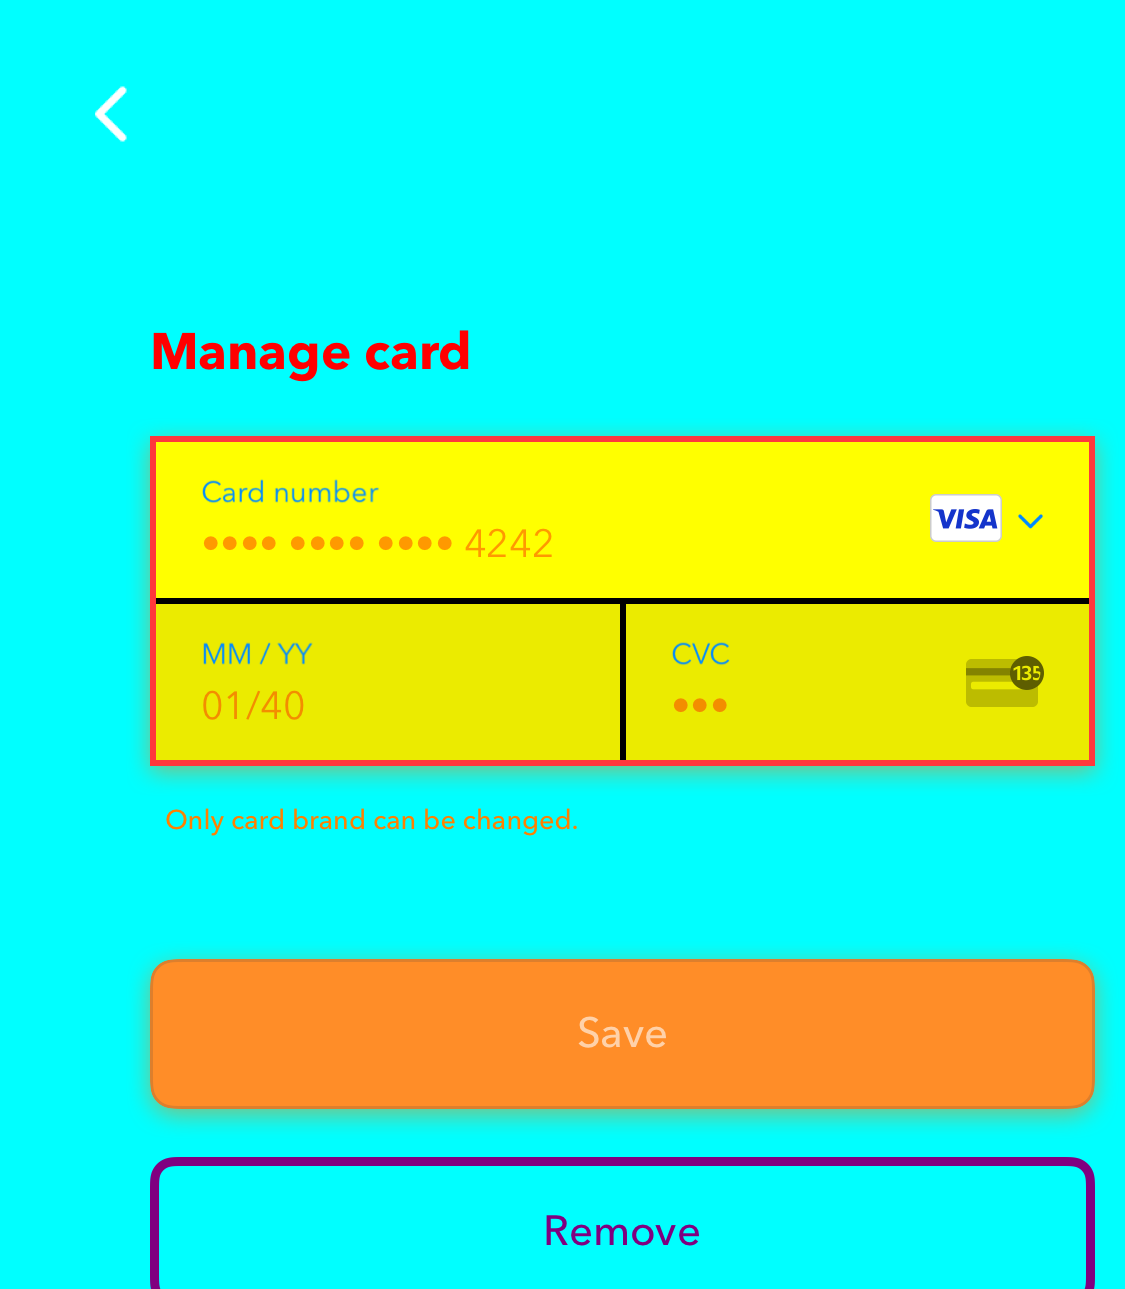 Manage card
Card number
VISA
•••• •••• •••• 4242
MM / YY
CVC
01/40
•••
135
Only card brand can be changed.
Save
Remove